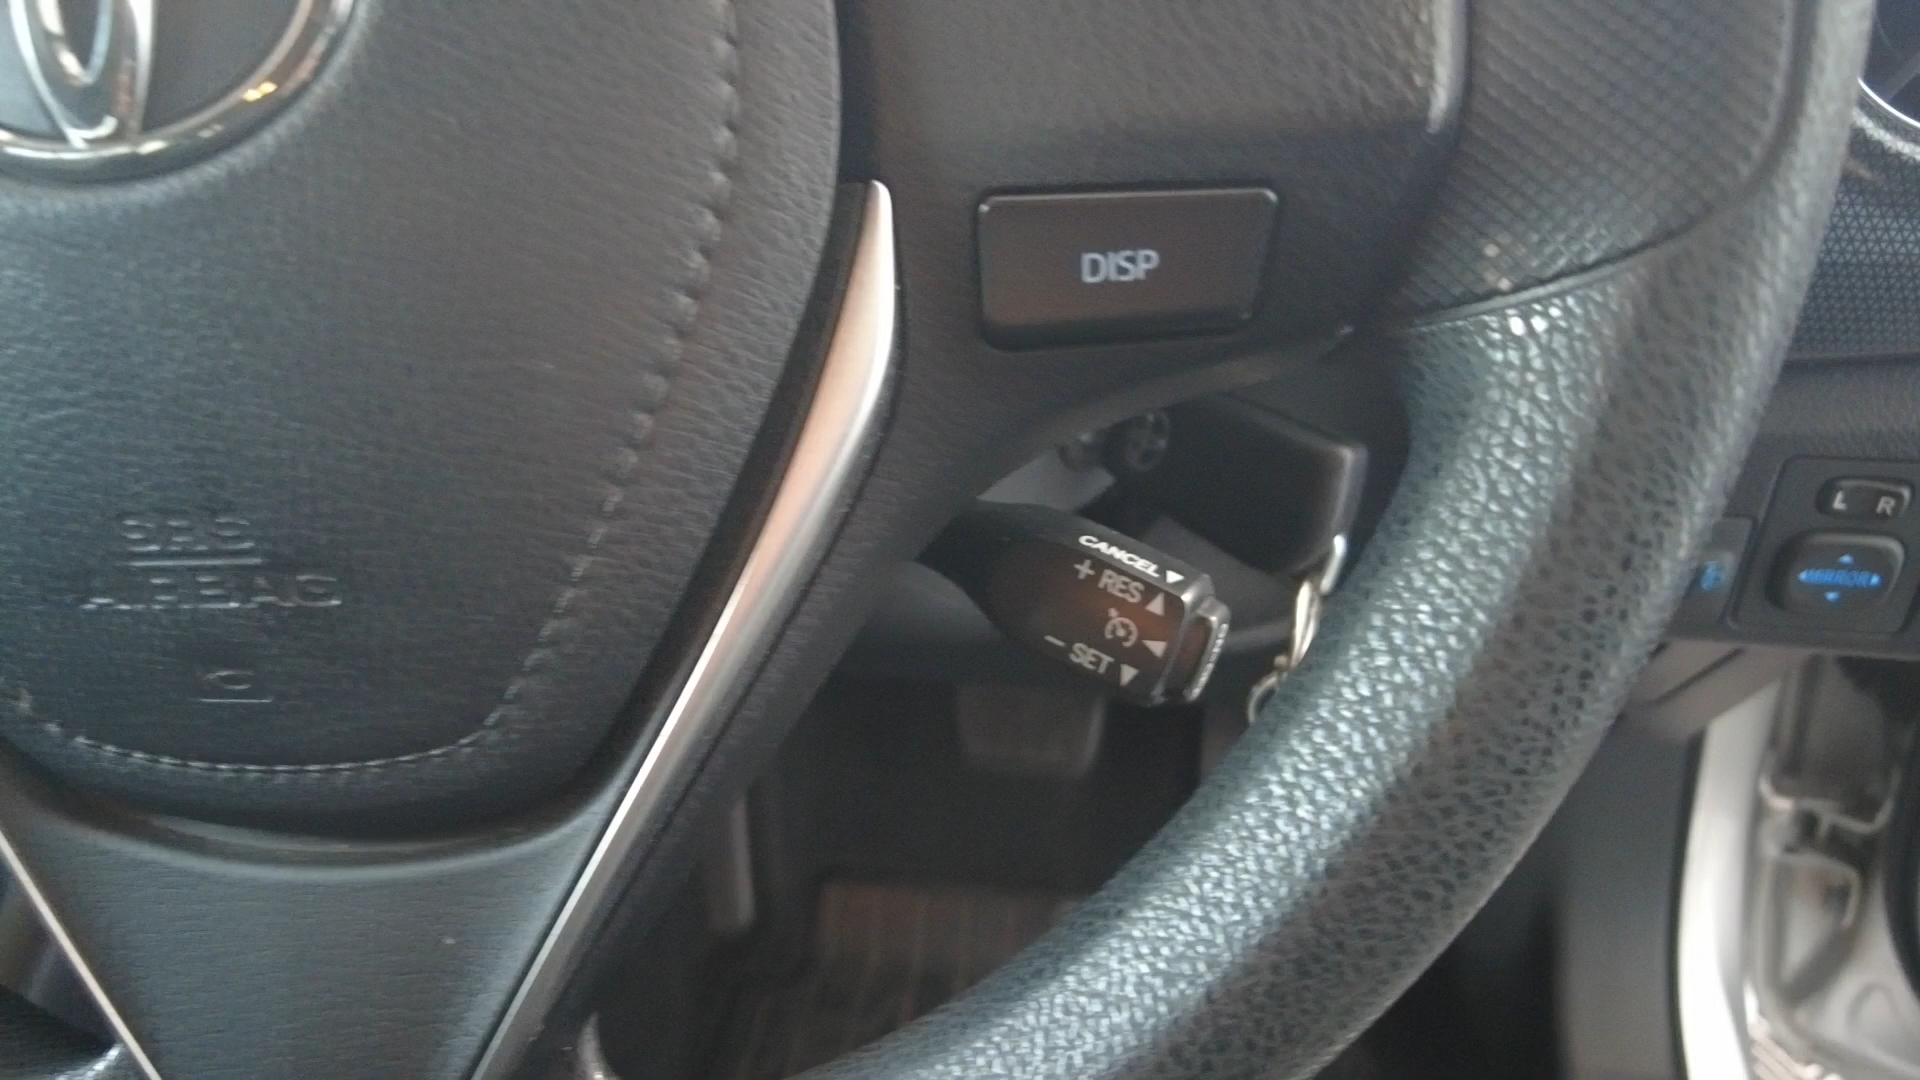 DISP
SRS
AIRBAG
CANCEL▼
+ RES ▲
◀
– SET ▼
L R
MIRROR